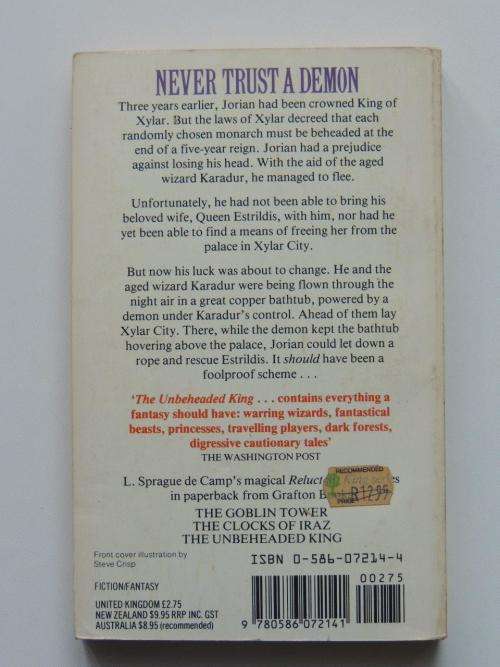 NEVER TRUST A DEMON
Three years earlier, Jorian had been crowned King of
Xylar. But the laws of Xylar decreed that each
randomly chosen monarch must be beheaded at the
end of a five-year reign. Jorian had a prejudice
against losing his head. With the aid of the aged
wizard Karadur, he managed to flee.
Unfortunately, he had not been able to bring his
beloved wife, Queen Estrildis, with him, nor had he
yet been able to find a means of freeing her from the
palace in Xylar City.
But now his luck was about to change. He and the
aged wizard Karadur were being flown through the
night air in a great copper bathtub, powered by a
demon under Karadur's control. Ahead of them lay
Xylar City. There, while the demon kept the bathtub
hovering above the palace, Jorian could let down a
rope and rescue Estrildis. It should have been a
foolproof scheme . . .
'The Unbeheaded King . . . contains everything a
fantasy should have: warring wizards, fantastical
beasts, princesses, travelling players, dark forests,
digressive cautionary tales'
THE WASHINGTON POST
L. Sprague de Camp's magical
in paperback from Grafton
RECOMMENDED
PRICE R12.95
THE GOBLIN TOWER
THE CLOCKS OF IRAZ
THE UNBEHEADED KING
Front cover illustration by
Steve Crisp
ISBN 0-586-07214-4
FICTION/FANTASY
00275
UNITED KINGDOM £2.75
NEW ZEALAND $9.95 RRP INC. GST
AUSTRALIA $8.95 (recommended)
9 780586 072141